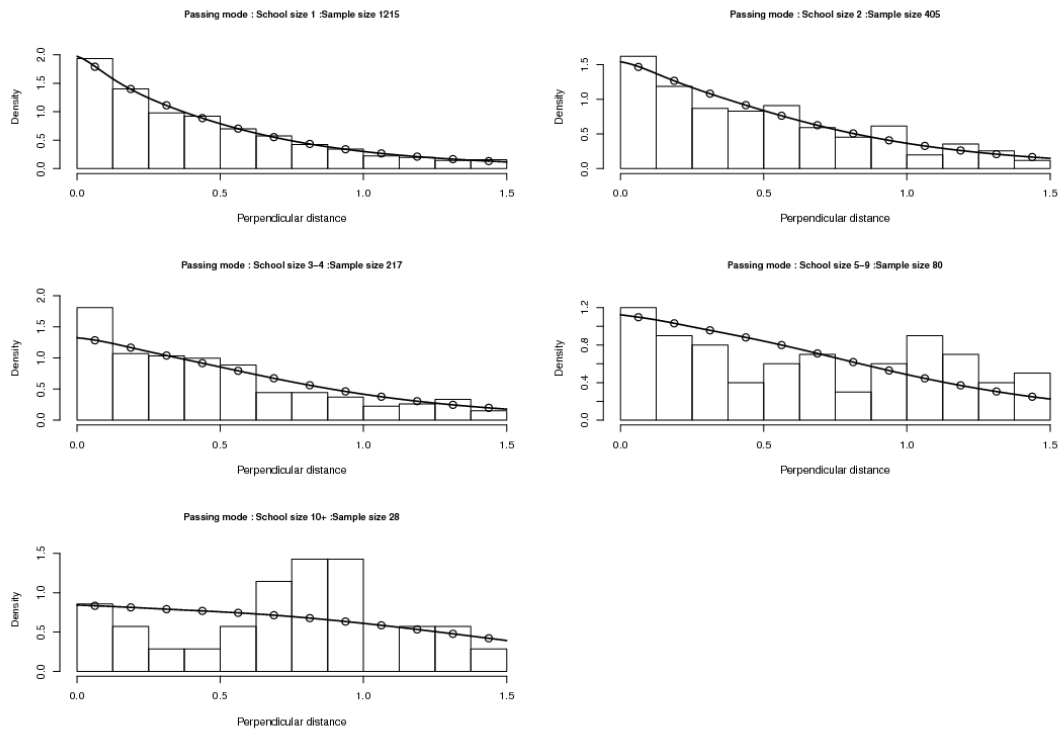 Passing mode : School size 1 :Sample size 1215
Density
0.0 0.5 1.0 1.5 2.0
0.0 0.5 1.0 1.5
Perpendicular distance
Passing mode : School size 2 :Sample size 405
Density
0.0 0.5 1.0 1.5
0.0 0.5 1.0 1.5
Perpendicular distance
Passing mode : School size 3−4 :Sample size 217
Density
0.0 0.5 1.0 1.5 2.0
0.0 0.5 1.0 1.5
Perpendicular distance
Passing mode : School size 5−9 :Sample size 80
Density
0.0 0.4 0.8 1.2
0.0 0.5 1.0 1.5
Perpendicular distance
Passing mode : School size 10+ :Sample size 28
Density
0.0 0.5 1.0 1.5
0.0 0.5 1.0 1.5
Perpendicular distance